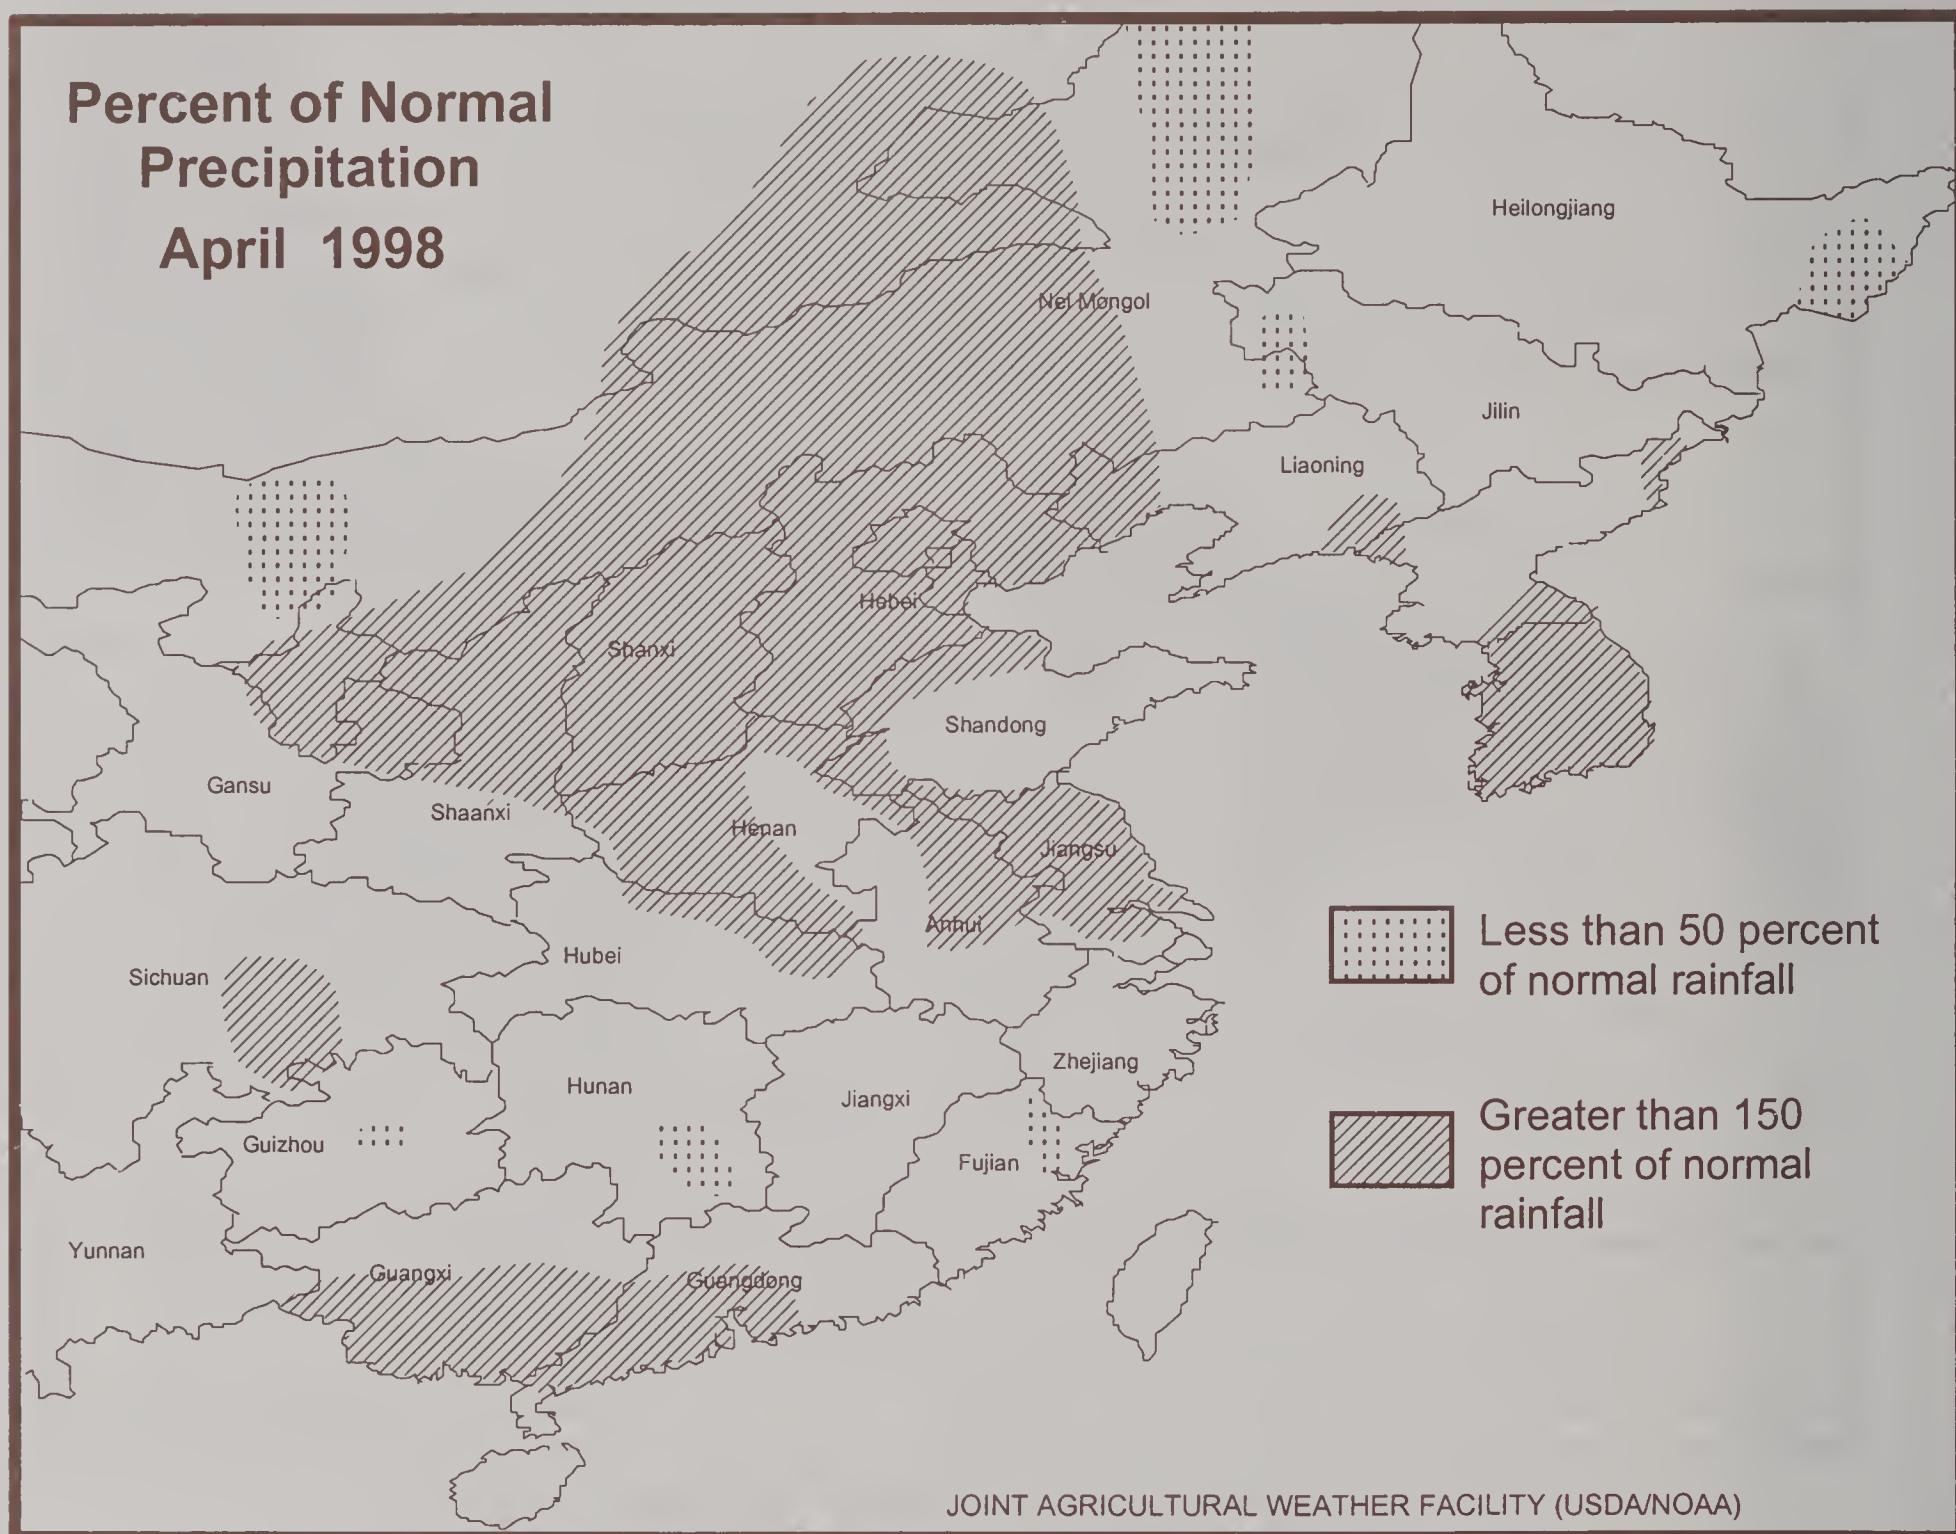 Percent of Normal
Precipitation
April 1998
Heilongjiang
Nei Mongol
Jilin
Liaoning
Hebei
Shanxi
Shandong
Gansu
Shaanxi
Henan
Jiangsu
Anhui
Hubei
Sichuan
Zhejiang
Hunan
Jiangxi
Guizhou
Fujian
Yunnan
Guangxi
Guangdong
Less than 50 percent
of normal rainfall
Greater than 150
percent of normal
rainfall
JOINT AGRICULTURAL WEATHER FACILITY (USDA/NOAA)